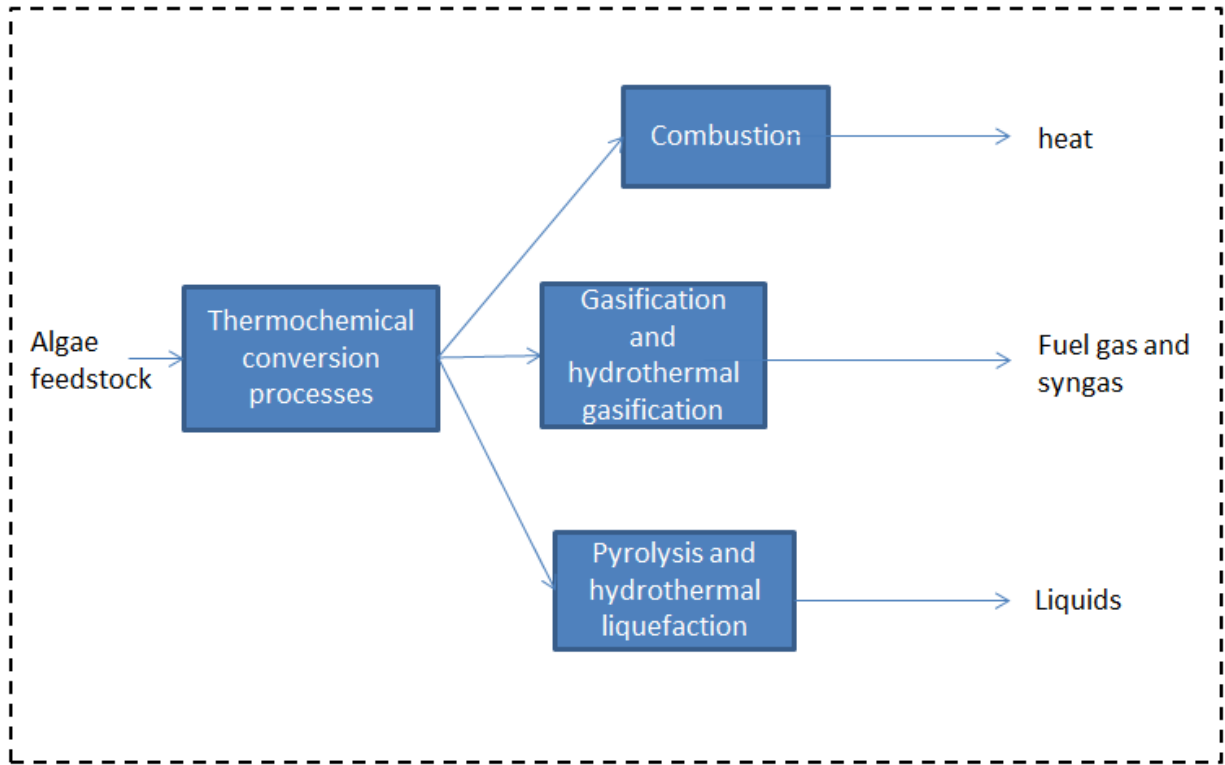 Combustion
heat
Algae
feedstock
Thermochemical
conversion
processes
Gasification
and
hydrothermal
gasification
Fuel gas and
syngas
Pyrolysis and
hydrothermal
liquefaction
Liquids